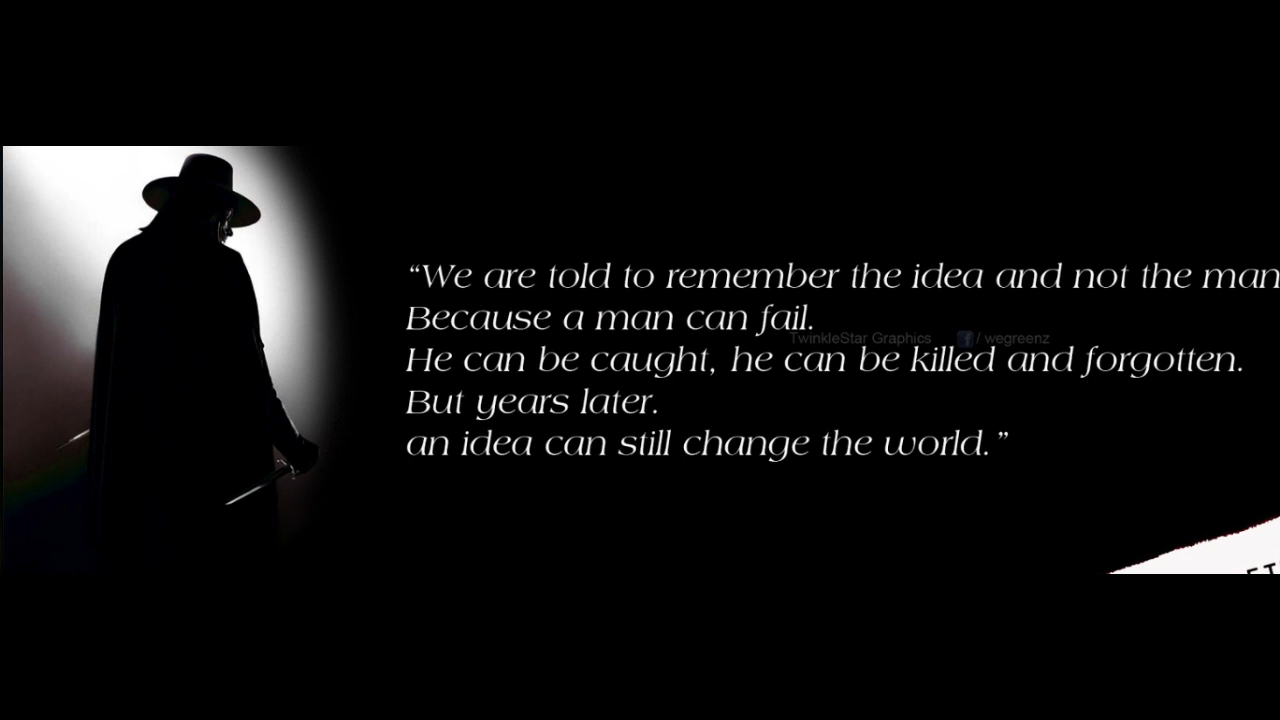 “We are told to remember the idea and not the man
Because a man can fail.
TwinkleStar Graphics f / wegreenz
He can be caught, he can be killed and forgotten.
But years later.
an idea can still change the world.”